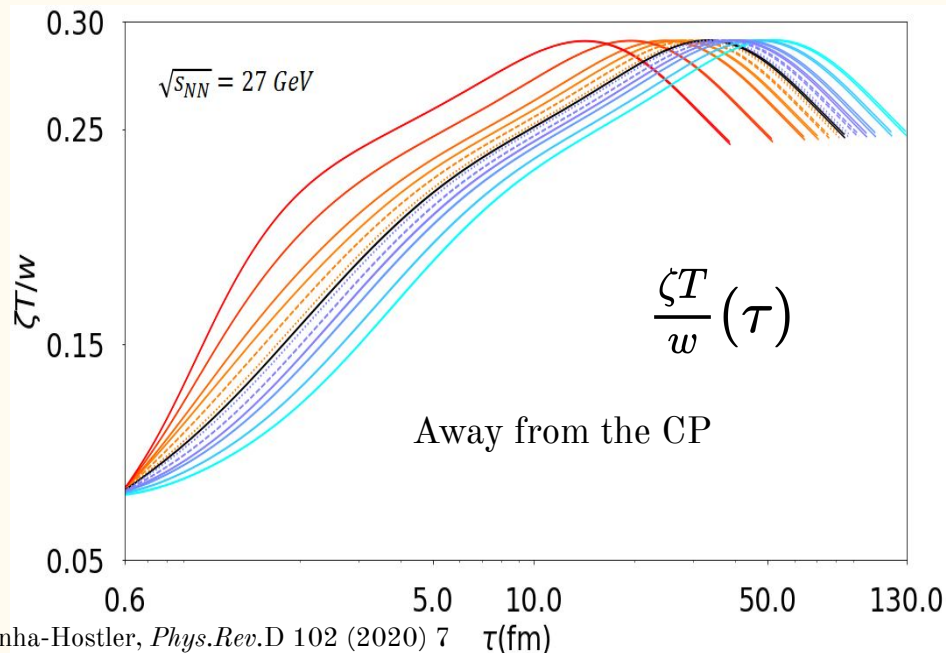 0.30
√s_NN = 27 GeV
0.25
ζT/w
ζT/w (τ)
0.15
Away from the CP
0.05
0.6 5.0 10.0 50.0 130.0
nha-Hostler, Phys.Rev.D 102 (2020) 7 τ(fm)